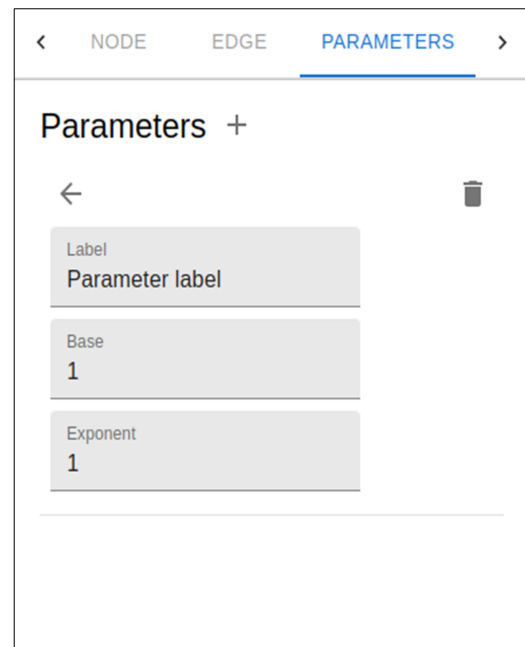 NODE EDGE PARAMETERS
Parameters +
Label
Parameter label
Base
1
Exponent
1